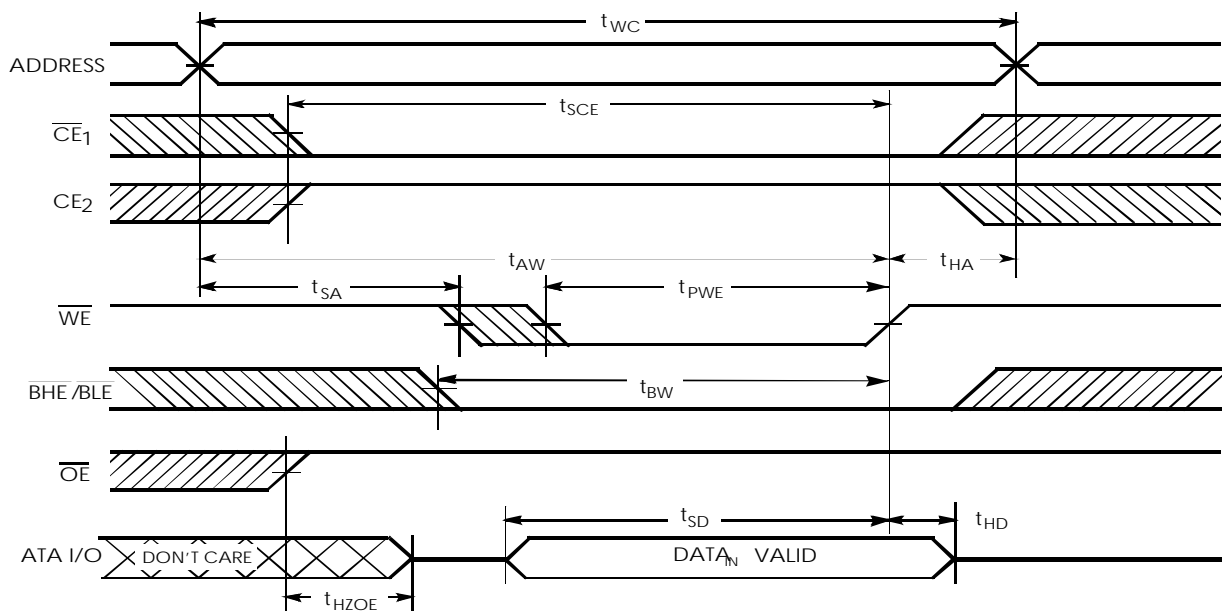 tWC
ADDRESS
tSCE
CE1
CE2
tAW
tHA
tSA
tPWE
WE
BHE/BLE
tBW
OE
tSD
tHD
ATA I/O
DON'T CARE
DATAIN VALID
tHZOE